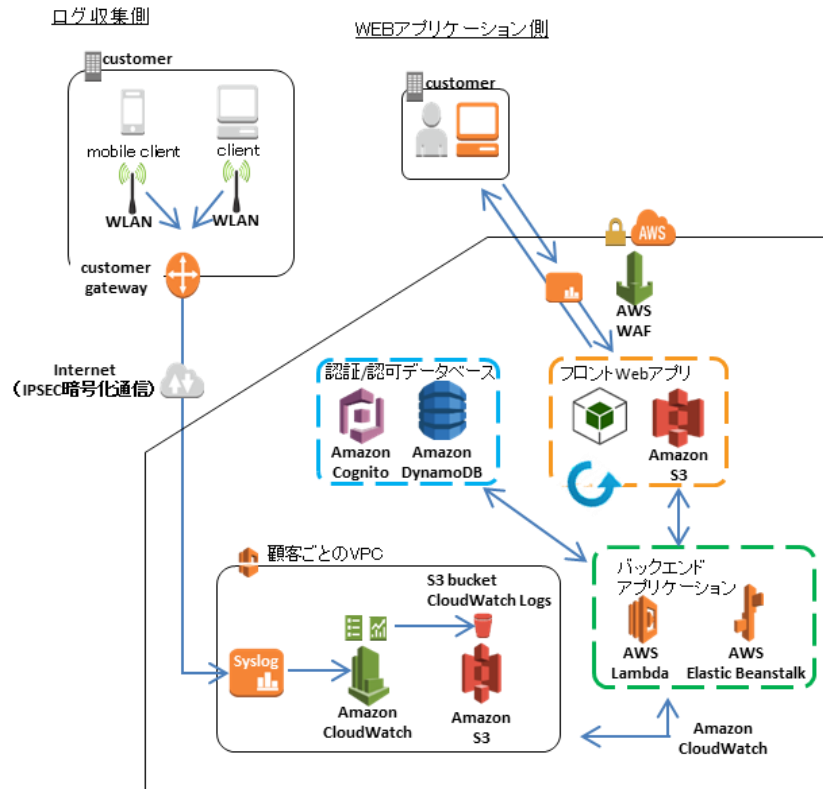 ログ収集側
WEBアプリケーション側
customer
customer
mobile client
client
WLAN
WLAN
customer
gateway
AWS
AWS
WAF
Internet
(IPSEC暗号化通信)
認証/認可データベース
フロントWebアプリ
Amazon
Cognito
Amazon
DynamoDB
Amazon
S3
顧客ごとのVPC
バックエンド
アプリケーション
S3 bucket
CloudWatch Logs
Syslog
AWS
Lambda
AWS
Elastic Beanstalk
Amazon
CloudWatch
Amazon
S3
Amazon
CloudWatch